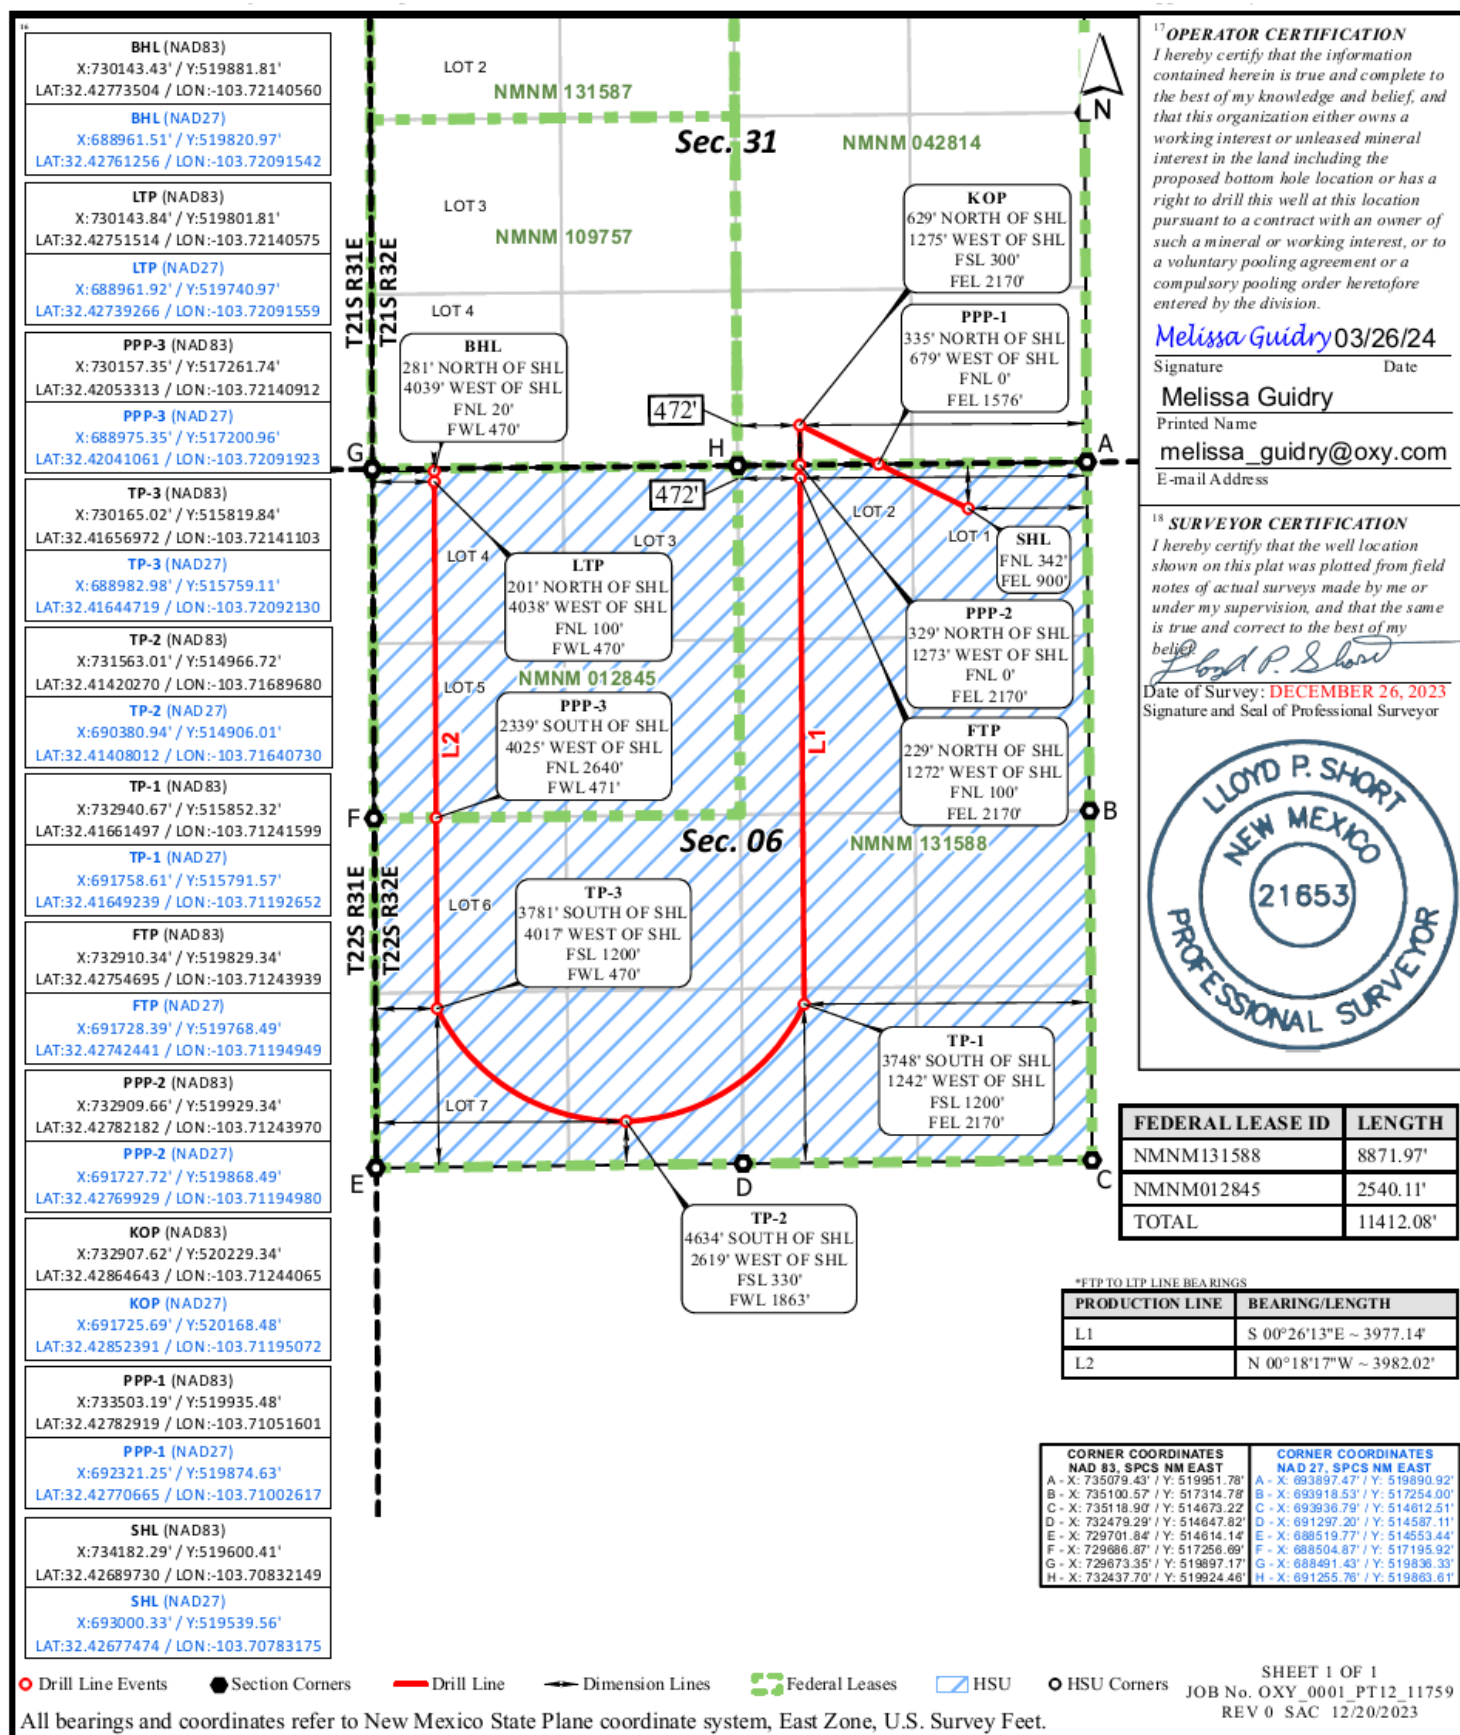 16
BHL (NAD83)
X:730143.43' / Y:519881.81'
LAT:32.42773504 / LON:-103.72140560
BHL (NAD27)
X:688961.51' / Y:519820.97'
LAT:32.42761256 / LON:-103.72091542
LTP (NAD83)
X:730143.84' / Y:519801.81'
LAT:32.42751514 / LON:-103.72140575
LTP (NAD27)
X:688961.92' / Y:519740.97'
LAT:32.42739266 / LON:-103.72091559
PPP-3 (NAD83)
X:730157.35' / Y:517261.74'
LAT:32.42053313 / LON:-103.72140912
PPP-3 (NAD27)
X:688975.35' / Y:517200.96'
LAT:32.42041061 / LON:-103.72091923
TP-3 (NAD83)
X:730165.02' / Y:515819.84'
LAT:32.41656972 / LON:-103.72141103
TP-3 (NAD27)
X:688982.98' / Y:515759.11'
LAT:32.41644719 / LON:-103.72092130
TP-2 (NAD83)
X:731563.01' / Y:514966.72'
LAT:32.41420270 / LON:-103.71689680
TP-2 (NAD27)
X:690380.94' / Y:514906.01'
LAT:32.41408012 / LON:-103.71640730
TP-1 (NAD83)
X:732940.67' / Y:515852.32'
LAT:32.41661497 / LON:-103.71241599
TP-1 (NAD27)
X:691758.61' / Y:515791.57'
LAT:32.41649239 / LON:-103.71192652
FTP (NAD83)
X:732910.34' / Y:519829.34'
LAT:32.42754695 / LON:-103.71243939
FTP (NAD27)
X:691728.39' / Y:519768.49'
LAT:32.42742441 / LON:-103.71194949
PPP-2 (NAD83)
X:732909.66' / Y:519929.34'
LAT:32.42782182 / LON:-103.71243970
PPP-2 (NAD27)
X:691727.72' / Y:519868.49'
LAT:32.42769929 / LON:-103.71194980
KOP (NAD83)
X:732907.62' / Y:520229.34'
LAT:32.42864643 / LON:-103.71244065
KOP (NAD27)
X:691725.69' / Y:520168.48'
LAT:32.42852391 / LON:-103.71195072
PPP-1 (NAD83)
X:733503.19' / Y:519935.48'
LAT:32.42782919 / LON:-103.71051601
PPP-1 (NAD27)
X:692321.25' / Y:519874.63'
LAT:32.42770665 / LON:-103.71002617
SHL (NAD83)
X:734182.29' / Y:519600.41'
LAT:32.42689730 / LON:-103.70832149
SHL (NAD27)
X:693000.33' / Y:519539.56'
LAT:32.42677474 / LON:-103.70783175
LOT 2
NMNM 131587
Sec. 31
NMNM 042814
N
LOT 3
NMNM 109757
T21S R31E
T21S R32E
LOT 4
KOP
629' NORTH OF SHL
1275' WEST OF SHL
FSL 300'
FEL 2170'
PPP-1
335' NORTH OF SHL
679' WEST OF SHL
FNL 0'
FEL 1576'
BHL
281' NORTH OF SHL
4039' WEST OF SHL
FNL 20'
FWL 470'
472'
G
H
A
472'
LOT 2
LOT 1
LOT 3
LOT 4
SHL
FNL 342'
FEL 900'
LTP
201' NORTH OF SHL
4038' WEST OF SHL
FNL 100'
FWL 470'
PPP-2
329' NORTH OF SHL
1273' WEST OF SHL
FNL 0'
FEL 2170'
LOT 5
NMNM 012845
PPP-3
2339' SOUTH OF SHL
4025' WEST OF SHL
FNL 2640'
FWL 471'
L2
L1
FTP
229' NORTH OF SHL
1272' WEST OF SHL
FNL 100'
FEL 2170'
F
B
Sec. 06
NMNM 131588
T22S R31E
T22S R32E
LOT 6
TP-3
3781' SOUTH OF SHL
4017' WEST OF SHL
FSL 1200'
FWL 470'
TP-1
3748' SOUTH OF SHL
1242' WEST OF SHL
FSL 1200'
FEL 2170'
LOT 7
E
D
C
TP-2
4634' SOUTH OF SHL
2619' WEST OF SHL
FSL 330'
FWL 1863'
17 OPERATOR CERTIFICATION
I hereby certify that the information
contained herein is true and complete to
the best of my knowledge and belief, and
that this organization either owns a
working interest or unleased mineral
interest in the land including the
proposed bottom hole location or has a
right to drill this well at this location
pursuant to a contract with an owner of
such a mineral or working interest, or to
a voluntary pooling agreement or a
compulsory pooling order heretofore
entered by the division.
Melissa Guidry 03/26/24
Signature Date
Melissa Guidry
Printed Name
melissa_guidry@oxy.com
E-mail Address
18 SURVEYOR CERTIFICATION
I hereby certify that the well location
shown on this plat was plotted from field
notes of actual surveys made by me or
under my supervision, and that the same
is true and correct to the best of my
belief.
Lloyd P. Short
Date of Survey: DECEMBER 26, 2023
Signature and Seal of Professional Surveyor
LLOYD P. SHORT
NEW MEXICO
21653
PROFESSIONAL SURVEYOR
FEDERAL LEASE ID LENGTH
NMNM131588 8871.97'
NMNM012845 2540.11'
TOTAL 11412.08'
*FTP TO LTP LINE BEARINGS
PRODUCTION LINE BEARING/LENGTH
L1 S 00°26'13"E ~ 3977.14'
L2 N 00°18'17"W ~ 3982.02'
CORNER COORDINATES
NAD 83, SPCS NM EAST
A - X: 735079.43' / Y: 519951.78'
B - X: 735100.57' / Y: 517314.78'
C - X: 735118.90' / Y: 514673.22'
D - X: 732479.29' / Y: 514647.82'
E - X: 729701.84' / Y: 514614.14'
F - X: 729686.87' / Y: 517256.69'
G - X: 729673.35' / Y: 519897.17'
H - X: 732437.70' / Y: 519924.46'
CORNER COORDINATES
NAD 27, SPCS NM EAST
A - X: 693897.47' / Y: 519890.92'
B - X: 693918.53' / Y: 517254.00'
C - X: 693936.79' / Y: 514612.51'
D - X: 691297.20' / Y: 514587.11'
E - X: 688519.77' / Y: 514553.44'
F - X: 688504.87' / Y: 517195.92'
G - X: 688491.43' / Y: 519836.33'
H - X: 691255.76' / Y: 519863.61'
Drill Line Events Section Corners Drill Line Dimension Lines Federal Leases HSU HSU Corners
SHEET 1 OF 1
JOB No. OXY_0001_PT12_11759
REV 0 SAC 12/20/2023
All bearings and coordinates refer to New Mexico State Plane coordinate system, East Zone, U.S. Survey Feet.